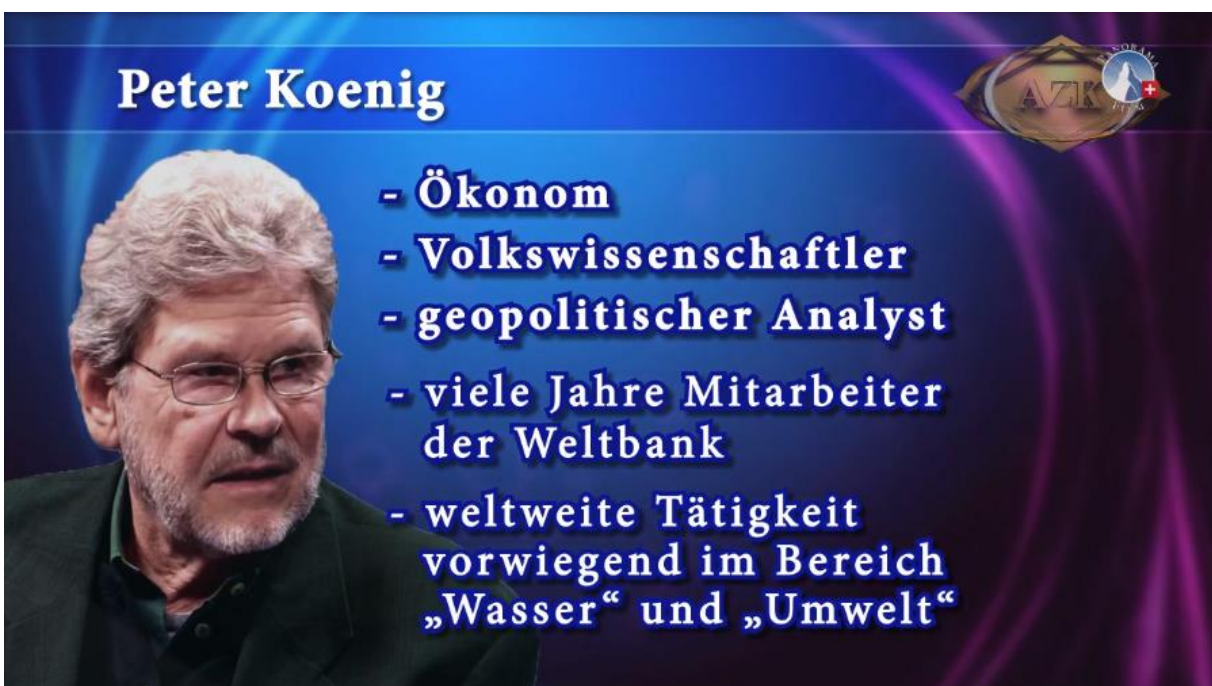 Peter Koenig
AZK
PANORAMA
- Ökonom
- Volkswissenschaftler
- geopolitischer Analyst
- viele Jahre Mitarbeiter
der Weltbank
- weltweite Tätigkeit
vorwiegend im Bereich
„Wasser“ und „Umwelt“